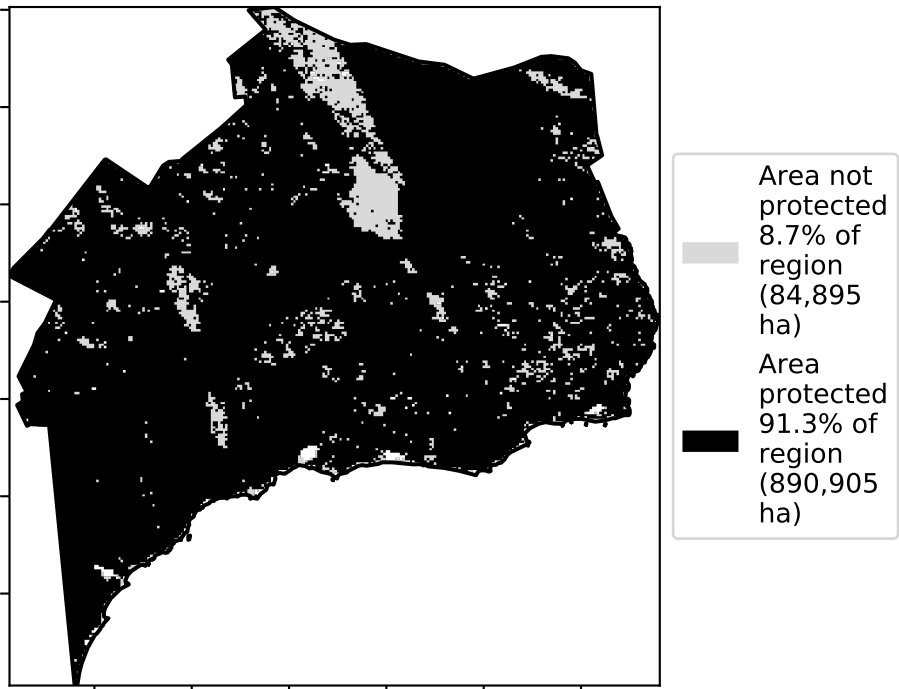 Area not
protected
8.7% of
region
(84,895
ha)
Area
protected
91.3% of
region
(890,905
ha)